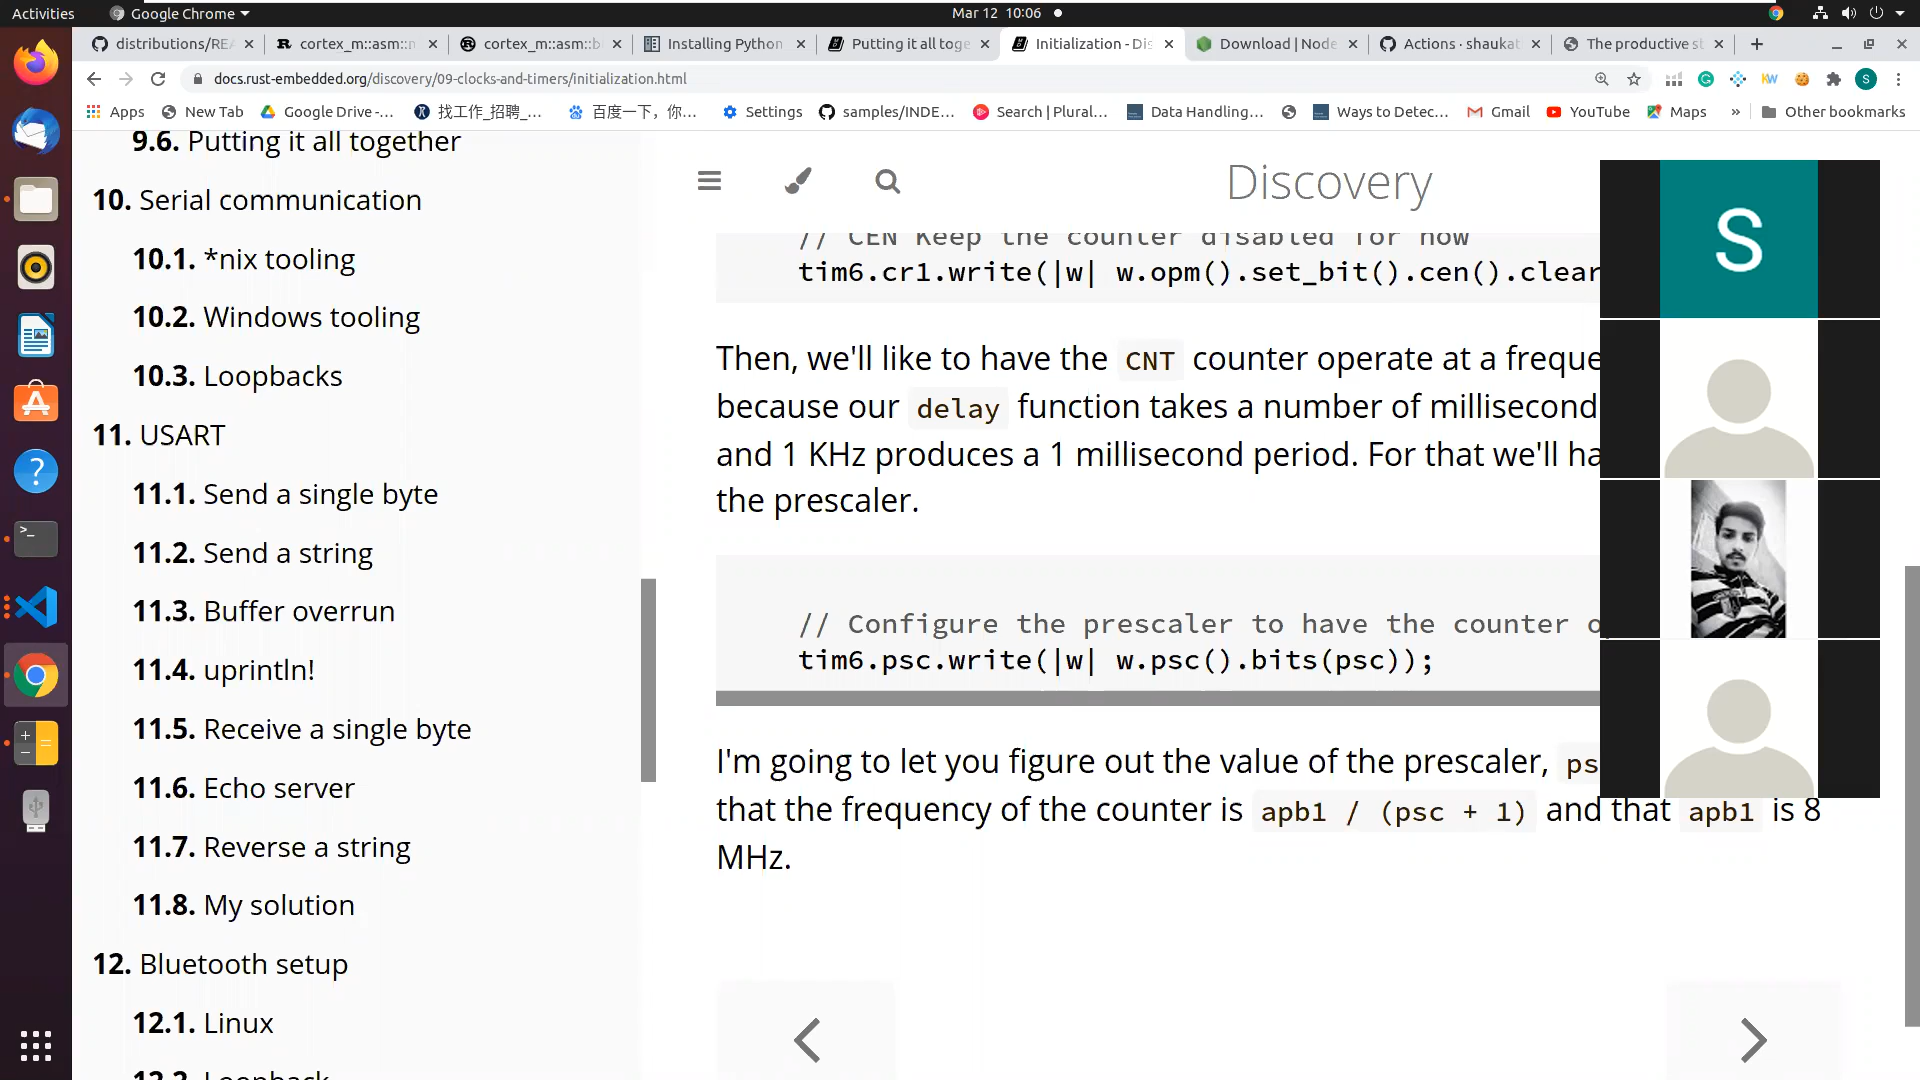 Activities
Google Chrome
Mar 12 10:06
distributions/REA
cortex_m::asm::n
cortex_m::asm::b
Installing Python
Putting it all toge
Initialization - Dis
Download | Node
Actions · shaukat
The productive st
docs.rust-embedded.org/discovery/09-clocks-and-timers/initialization.html
S
Apps
New Tab
Google Drive -...
找工作_招聘_...
百度一下，你...
Settings
samples/INDE...
Search | Plural...
Data Handling...
Ways to Detec...
Gmail
YouTube
Maps
»
Other bookmarks
9.6. Putting it all together
10. Serial communication
10.1. *nix tooling
10.2. Windows tooling
10.3. Loopbacks
11. USART
11.1. Send a single byte
11.2. Send a string
11.3. Buffer overrun
11.4. uprintln!
11.5. Receive a single byte
11.6. Echo server
11.7. Reverse a string
11.8. My solution
12. Bluetooth setup
12.1. Linux
12.2. Loopback
Discovery
// CEN Keep the counter disabled for now
tim6.cr1.write(|w| w.opm().set_bit().cen().clear
Then, we'll like to have the CNT counter operate at a freque
because our delay function takes a number of millisecond
and 1 KHz produces a 1 millisecond period. For that we'll ha
the prescaler.
// Configure the prescaler to have the counter o
tim6.psc.write(|w| w.psc().bits(psc));
I'm going to let you figure out the value of the prescaler, ps
that the frequency of the counter is apb1 / (psc + 1) and that apb1 is 8
MHz.
S